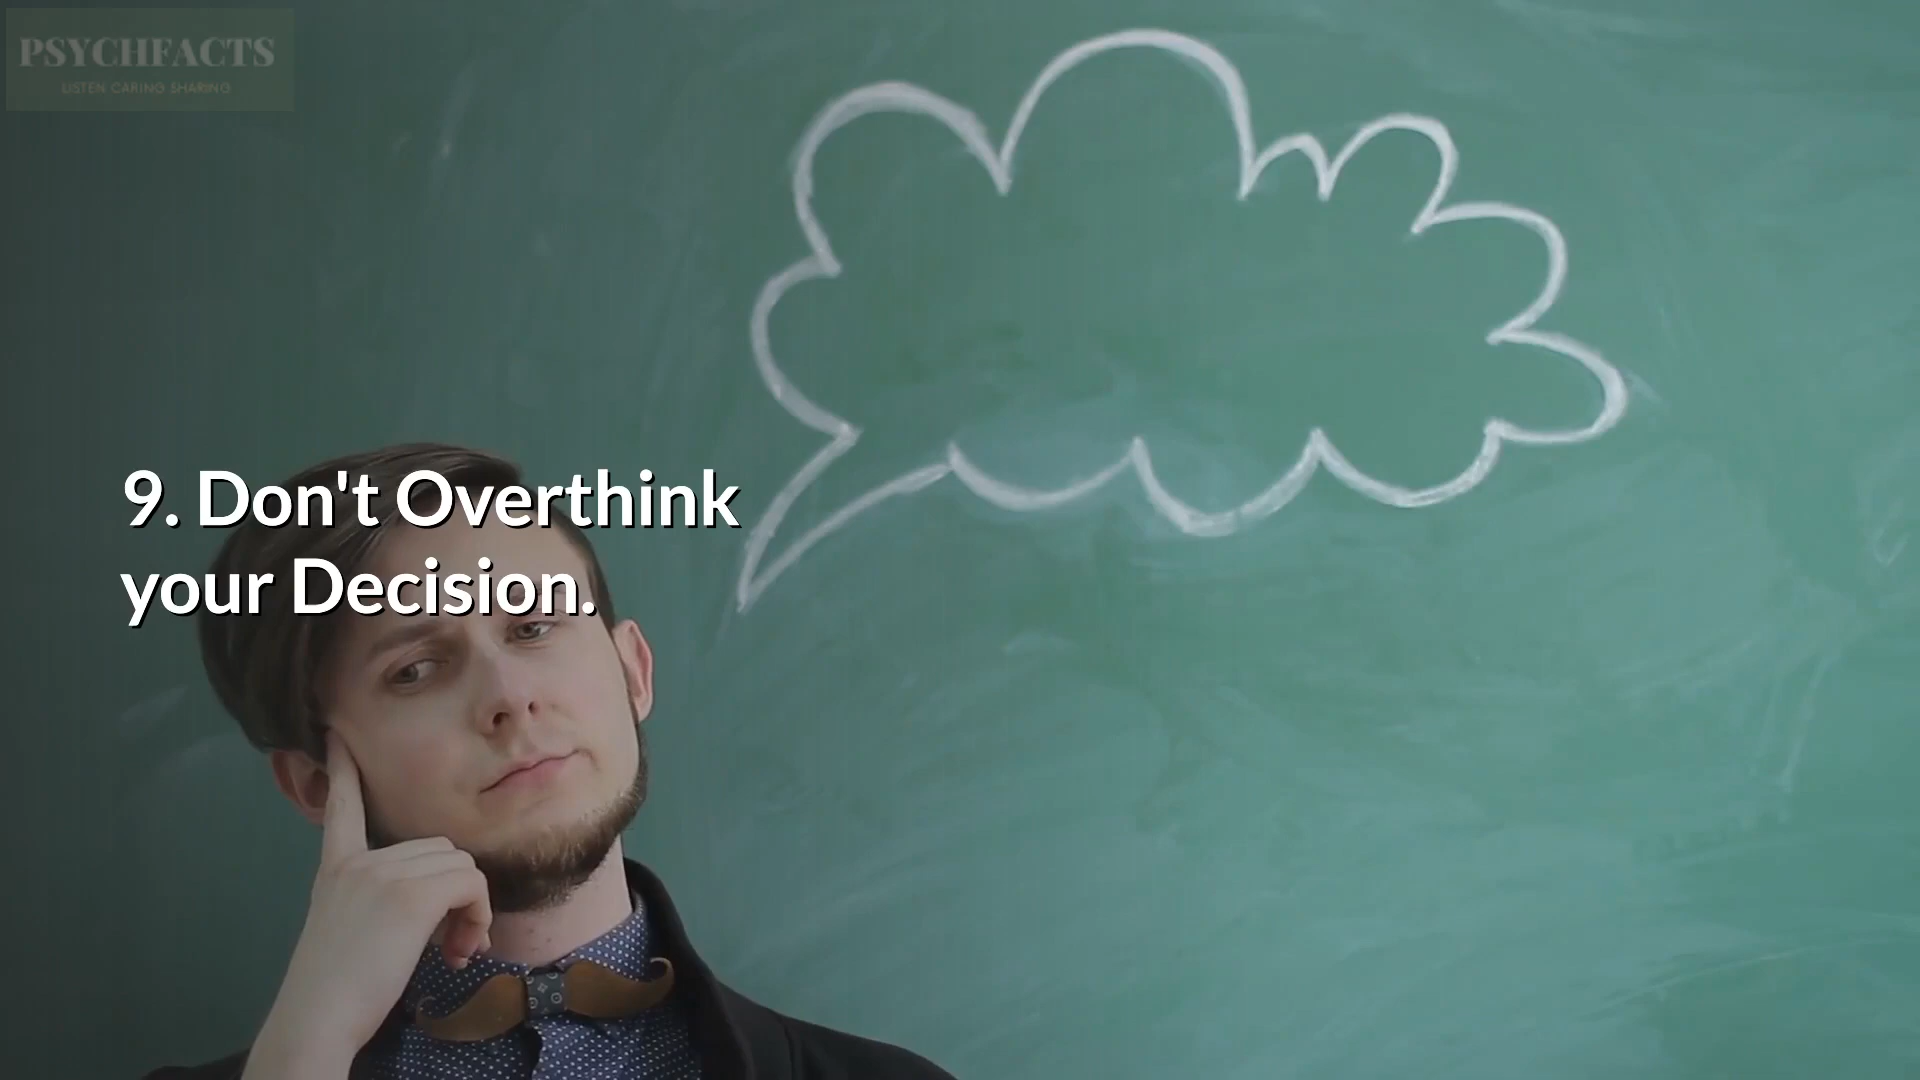 PSYCHFACTS
LISTEN CARING SHARING
9. Don't Overthink
your Decision.